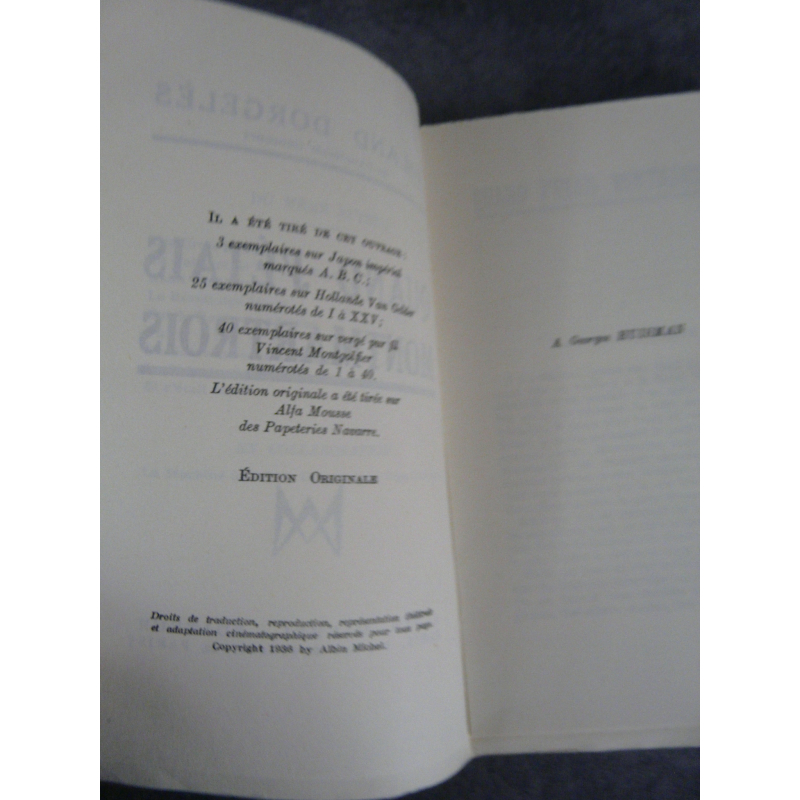 IL A ÉTÉ TIRÉ DE CET OUVRAGE :
3 exemplaires sur Japon impérial
marqués A. B. C.;
25 exemplaires sur Hollande Van Gelder
numérotés de I à XXV;
40 exemplaires sur vergé pur fil
Vincent Montgolfier
numérotés de 1 à 40.
L'édition originale a été tirée sur
Alfa Mousse
des Papeteries Navarre.
ÉDITION ORIGINALE
Droits de traduction, reproduction, représentation théâtrale
et adaptation cinématographique réservés pour tous pays.
Copyright 1936 by Albin Michel.
A Georges